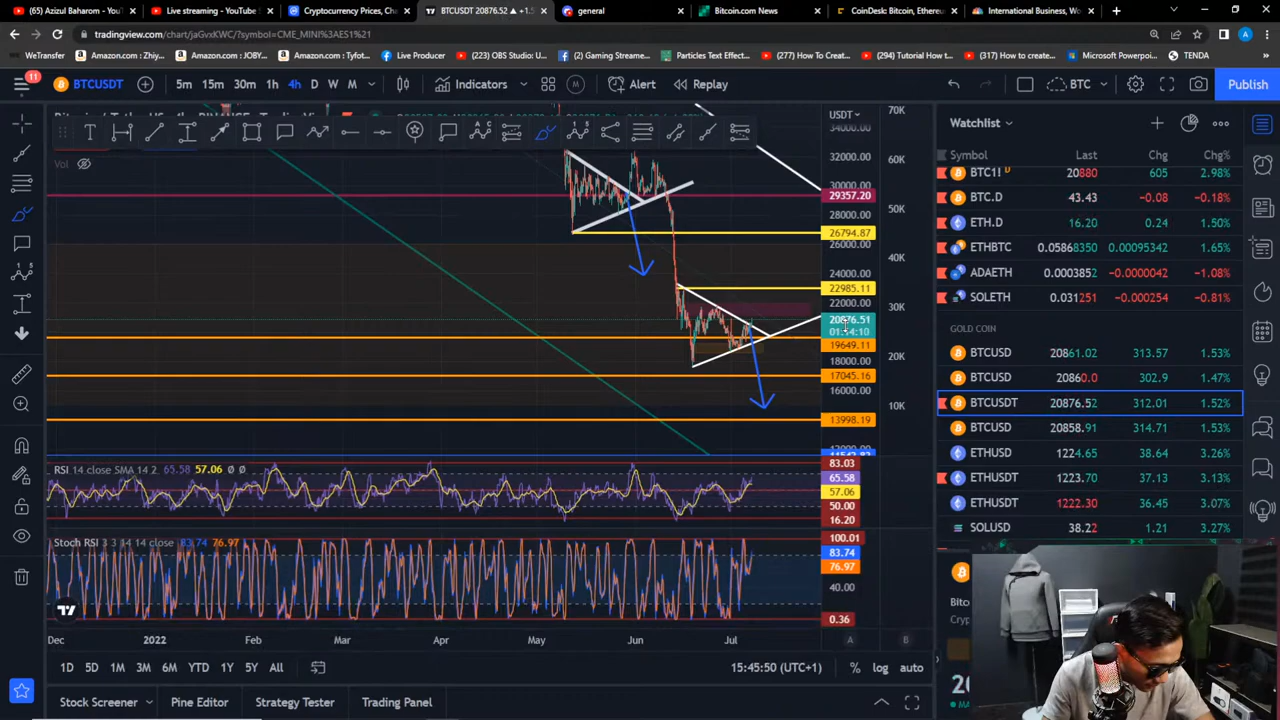 (65) Azizul Baharom - YouTub
Live streaming - YouTube S
Cryptocurrency Prices, Char
BTCUSDT 20876.52 ▲ +1.5
general
Bitcoin.com News
CoinDesk: Bitcoin, Ethereu
International Business, Wo
tradingview.com/chart/jaGvxKWC/?symbol=CME_MINI%3AES1%21
WeTransfer
Amazon.com : Zhiy...
Amazon.com : JOBY...
Amazon.com : Tyfot...
Live Producer
(223) OBS Studio: U...
(2) Gaming Streame...
Particles Text Effect...
(277) How To Creat...
(294) Tutorial How t...
(317) How to create...
Microsoft Powerpoi...
TENDA
11
BTCUSDT
5m 15m 30m 1h 4h D W M
Indicators
Alert
Replay
BTC
Publish
Vol
USDT
34000.00
32000.00
30000.00
29357.20
28000.00
26794.87
26000.00
24000.00
22985.11
22000.00
20876.51
19649.11
18000.00
17045.16
16000.00
13998.19
70K
60K
50K
40K
30K
20K
10K
RSI 14 close SMA 14 2 65.58 57.06 Ø Ø
83.03
65.58
57.06
50.00
16.20
Stoch RSI 3 3 14 14 close 83.74 76.97
100.01
83.74
76.97
40.00
0.36
Dec 2022 Feb Mar Apr May Jun Jul
A B
1D 5D 1M 3M 6M YTD 1Y 5Y All
15:45:50 (UTC+1)
% log auto
Stock Screener
Pine Editor
Strategy Tester
Trading Panel
Watchlist
Symbol Last Chg Chg%
BTC1! D 20880 605 2.98%
BTC.D 43.43 −0.08 −0.18%
ETH.D 16.20 0.24 1.50%
ETHBTC 0.05868350 0.00095342 1.65%
ADAETH 0.000382 −0.0000042 −1.08%
SOLETH 0.031251 −0.000254 −0.81%
GOLD COIN
BTCUSD 20861.02 313.57 1.53%
BTCUSD 20860.0 302.9 1.47%
BTCUSDT 20876.52 312.01 1.52%
BTCUSD 20858.91 314.71 1.53%
ETHUSD 1224.65 38.64 3.26%
ETHUSDT 1223.70 37.13 3.13%
ETHUSDT 1222.30 36.45 3.07%
SOLUSD 38.22 1.21 3.27%